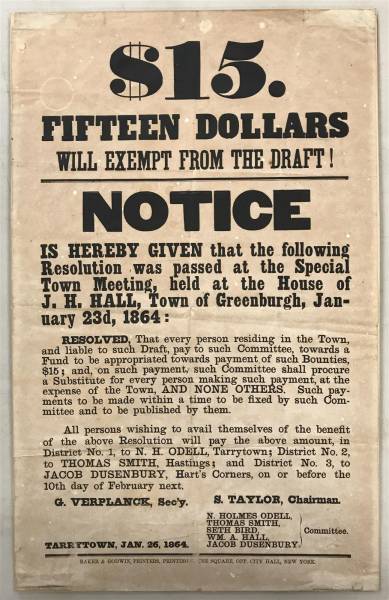 $15.
FIFTEEN DOLLARS
WILL EXEMPT FROM THE DRAFT!
NOTICE
IS HEREBY GIVEN that the following
Resolution was passed at the Special
Town Meeting, held at the House of
J. H. HALL, Town of Greenburgh, Jan-
uary 23d, 1864:
RESOLVED, That every person residing in the Town,
and liable to such Draft, pay to such Committee, towards a
Fund to be appropriated towards payment of such Bounties,
$15; and, on such payment, such Committee shall procure
a Substitute for every person making such payment, at the
expense of the Town, AND NONE OTHERS. Such pay-
ments to be made within a time to be fixed by such Com-
mittee and to be published by them.
All persons wishing to avail themselves of the benefit
of the above Resolution will pay the above amount, in
District No. 1, to N. H. ODELL, Tarrytown; District No. 2,
to THOMAS SMITH, Hastings; and District No. 3, to
JACOB DUSENBURY, Hart's Corners, on or before the
10th day of February next.
G. VERPLANCK, Sec'y. S. TAYLOR, Chairman.
N. HOLMES ODELL,
THOMAS SMITH,
SETH BIRD,
WM. A. HALL,
JACOB DUSENBURY,
Committee.
TARRYTOWN, JAN. 26, 1864.
BAKER & GODWIN, PRINTERS, PRINTING HOUSE SQUARE, OPP. CITY HALL, NEW YORK.